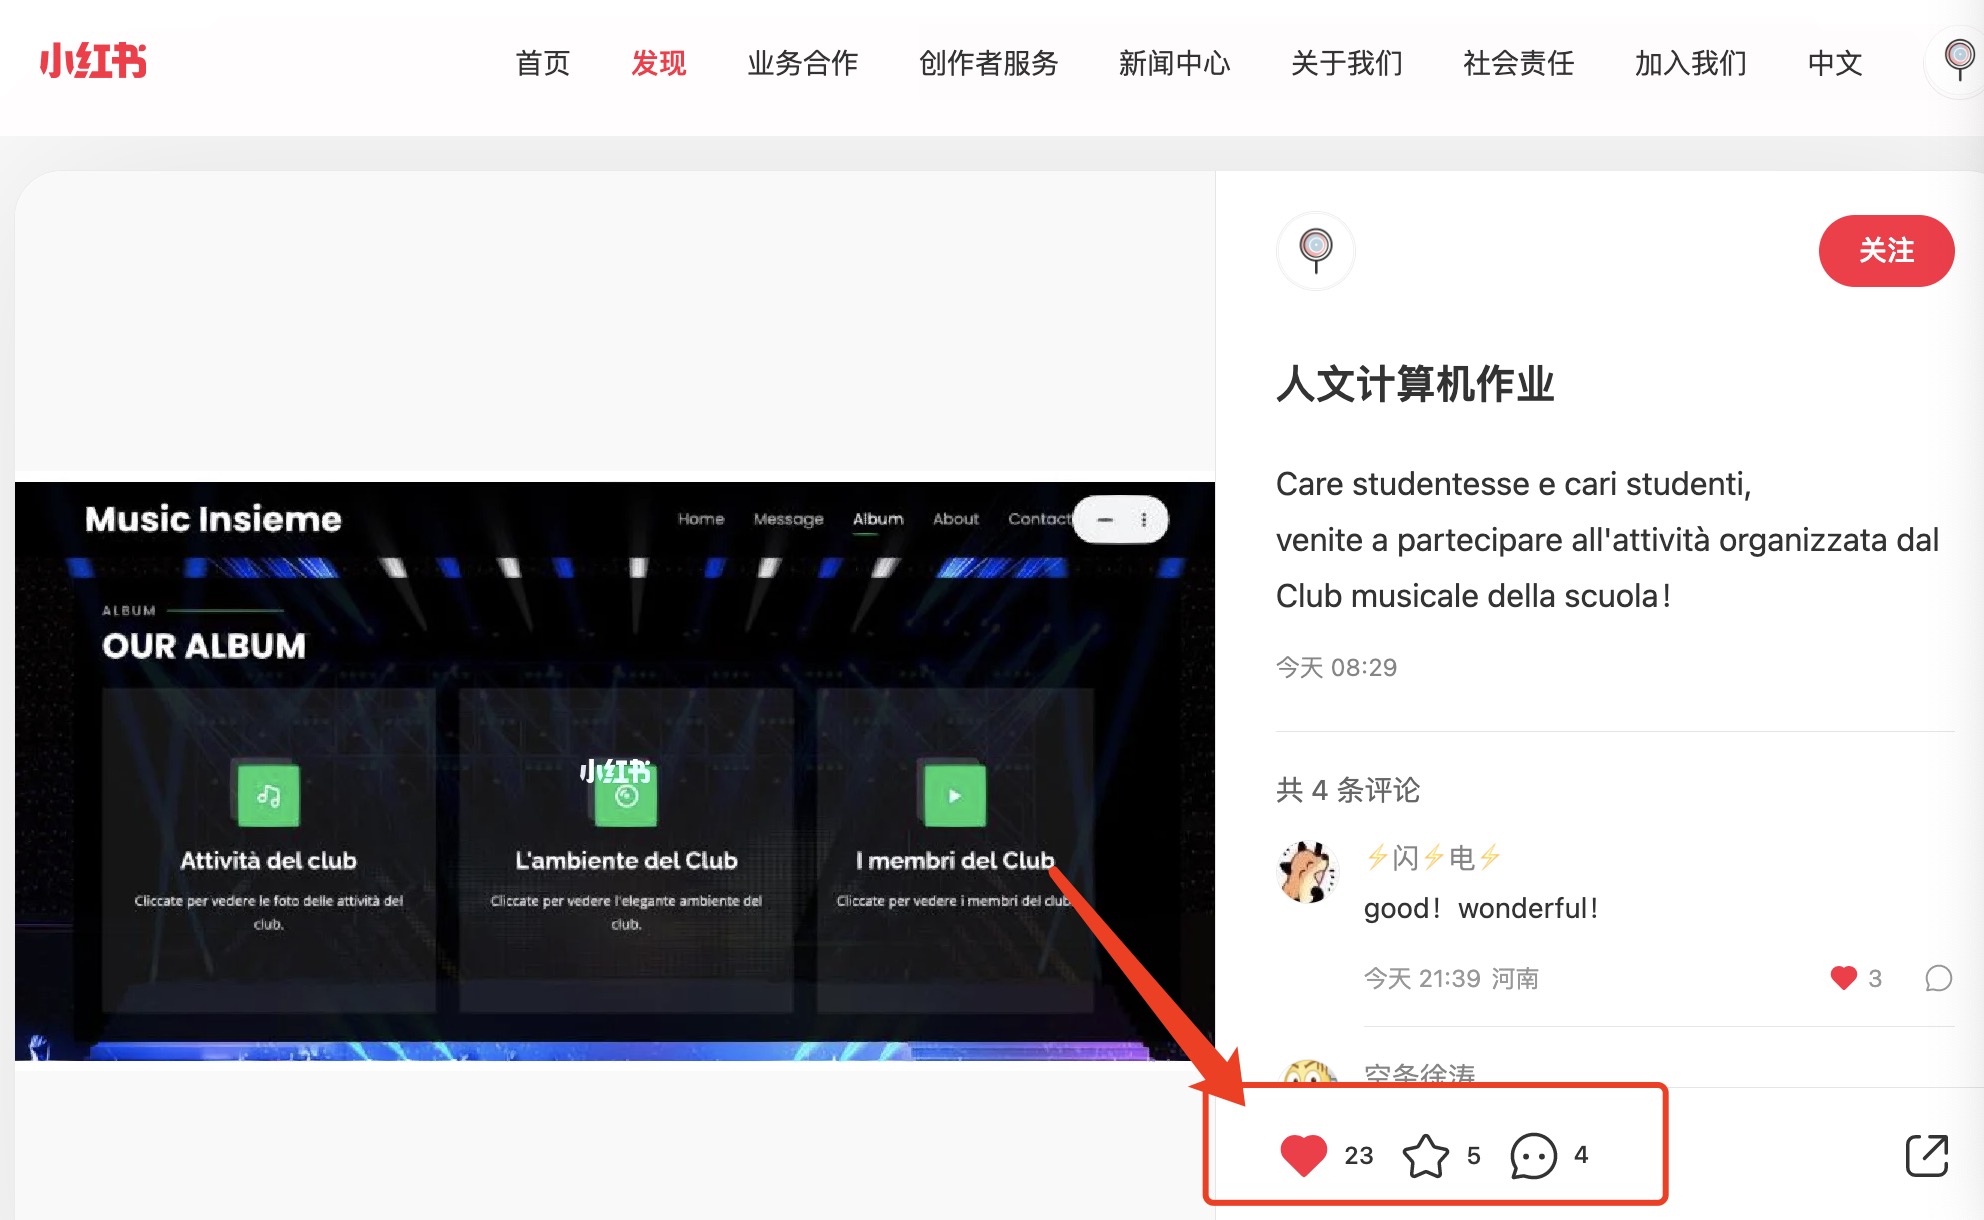 小红书
首页 发现 业务合作 创作者服务 新闻中心 关于我们 社会责任 加入我们 中文
Music Insieme
Home Message Album About Contact
ALBUM
OUR ALBUM
小红书
Attività del club
Cliccate per vedere le foto delle attività del
club.
L'ambiente del Club
Cliccate per vedere l'elegante ambiente del
club.
I membri del Club
Cliccate per vedere i membri del club.
关注
人文计算机作业
Care studentesse e cari studenti,
venite a partecipare all'attività organizzata dal
Club musicale della scuola！
今天 08:29
共 4 条评论
⚡闪⚡电⚡
good！wonderful！
今天 21:39 河南
3
空条徐涛
23 5 4